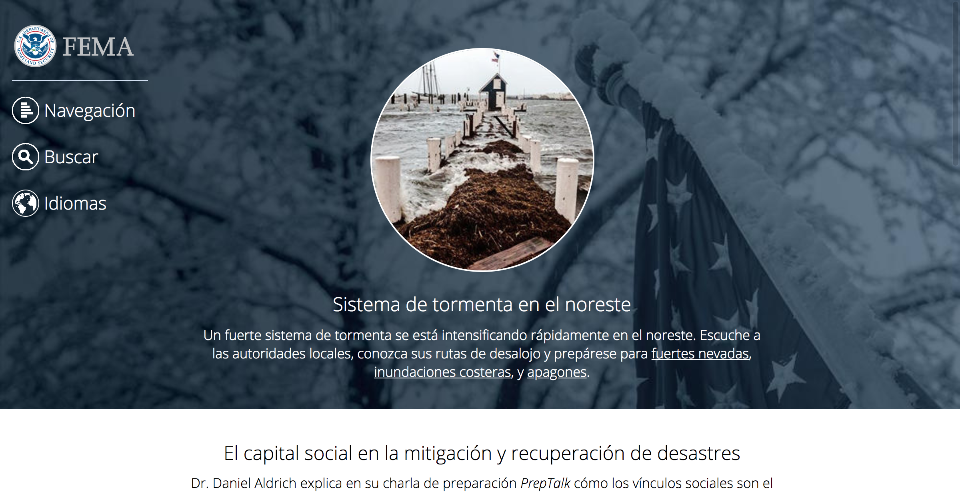 FEMA
Navegación
Buscar
Idiomas
Sistema de tormenta en el noreste
Un fuerte sistema de tormenta se está intensificando rápidamente en el noreste. Escuche a
las autoridades locales, conozca sus rutas de desalojo y prepárese para fuertes nevadas,
inundaciones costeras, y apagones.
El capital social en la mitigación y recuperación de desastres
Dr. Daniel Aldrich explica en su charla de preparación PrepTalk cómo los vínculos sociales son el